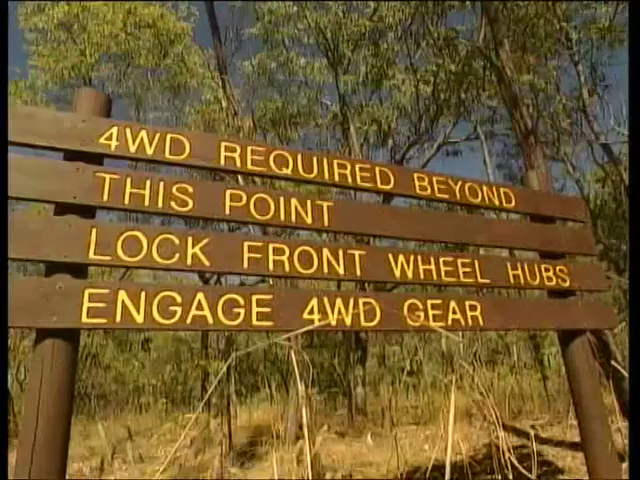 4WD REQUIRED BEYOND
THIS POINT
LOCK FRONT WHEEL HUBS
ENGAGE 4WD GEAR